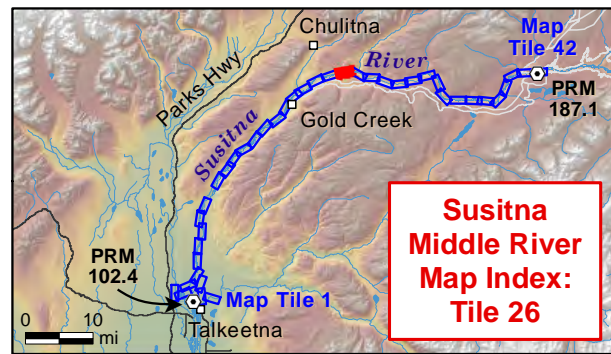 Chulitna
Map
Tile 42
River
Parks Hwy
PRM
187.1
Gold Creek
Susitna
Susitna
Middle River
Map Index:
Tile 26
PRM
102.4
Map Tile 1
0 10
mi
Talkeetna